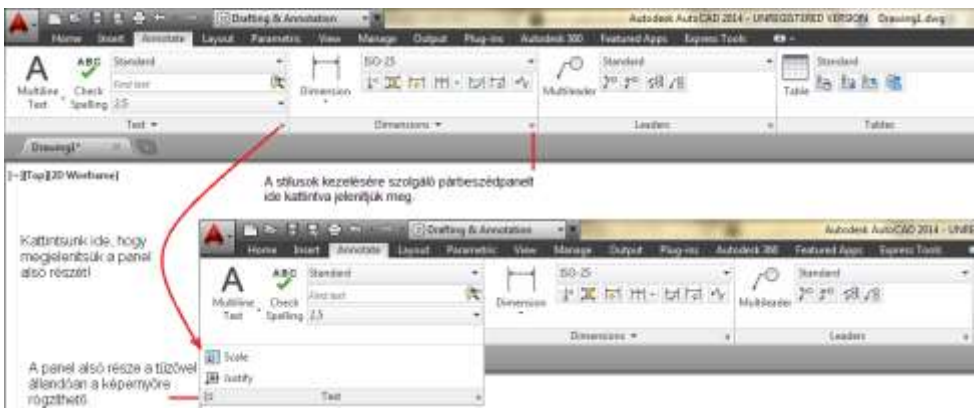 Drafting & Annotation
Autodesk AutoCAD 2014 - UNREGISTERED VERSION Drawing1.dwg
Home Insert Annotate Layout Parametric View Manage Output Plug-ins Autodesk 360 Featured Apps Express Tools
A ABC Standard ISO-25 Standard Standard
Multiline Text Check Spelling Find text 2.5 Dimension Multileader Table
Text Dimensions Leaders Tables
Drawing1*
[-][Top][2D Wireframe]
A stílusok kezelésére szolgáló párbeszédpanelt
ide kattintva jelenítjük meg.
Kattintsunk ide, hogy
megjelenítsük a panel
alsó részét!
Drafting & Annotation
Autodesk AutoCAD 2014 -
Home Insert Annotate Layout Parametric View Manage Output Plug-ins Autodesk 360 Featured Apps Express Tools
A ABC Standard ISO-25 Standard
Multiline Text Check Spelling Find text 2.5 Dimension Multileader
Dimensions Leaders
Scale
Justify
Text
A panel alsó része a tűzővel
állandóan a képernyőre
rögzíthető